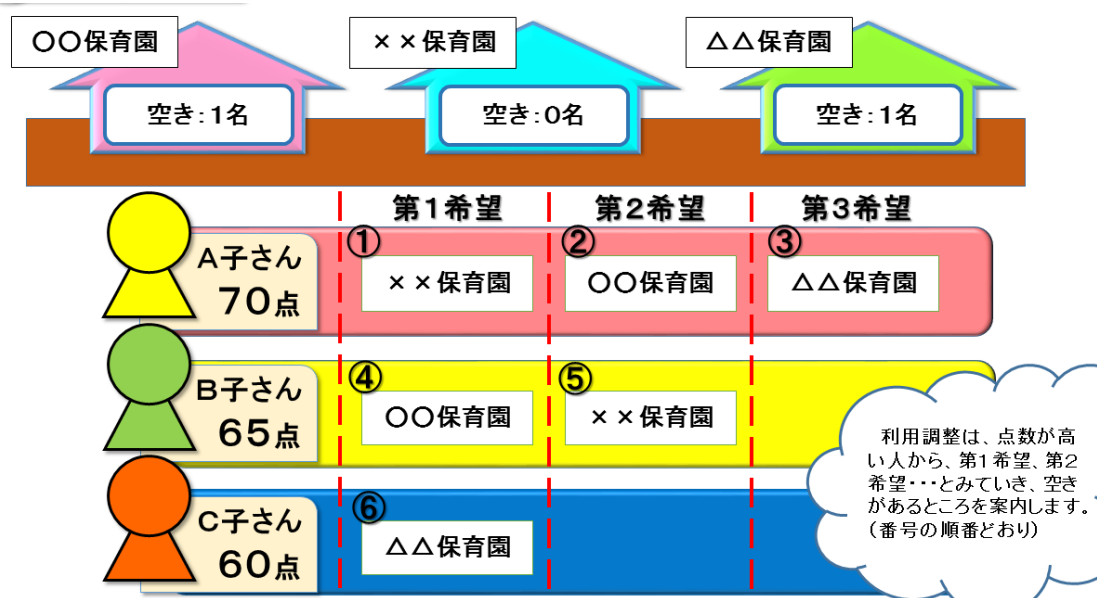 〇〇保育園
××保育園
△△保育園
空き:1名
空き:0名
空き:1名
第1希望
第2希望
第3希望
A子さん
70点
①
××保育園
②
〇〇保育園
③
△△保育園
B子さん
65点
④
〇〇保育園
⑤
××保育園
C子さん
60点
⑥
△△保育園
利用調整は、点数が高
い人から、第1希望、第2
希望・・・とみていき、空き
があるところを案内します。
(番号の順番どおり)